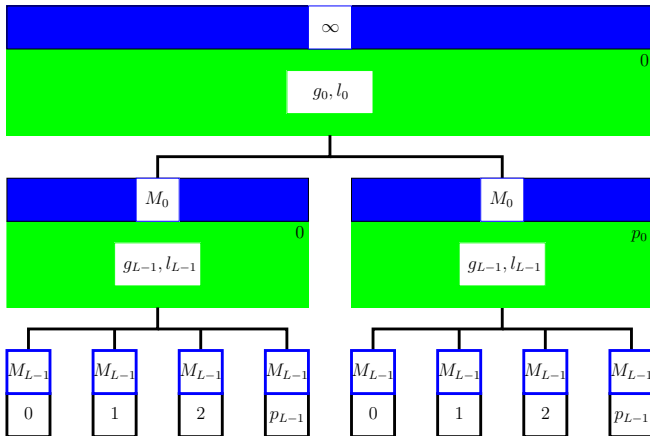 ∞
0
g_0, l_0
M_0 M_0
0 p_0
g_{L−1}, l_{L−1} g_{L−1}, l_{L−1}
M_{L−1} M_{L−1} M_{L−1} M_{L−1} M_{L−1} M_{L−1} M_{L−1} M_{L−1}
0 1 2 p_{L−1} 0 1 2 p_{L−1}